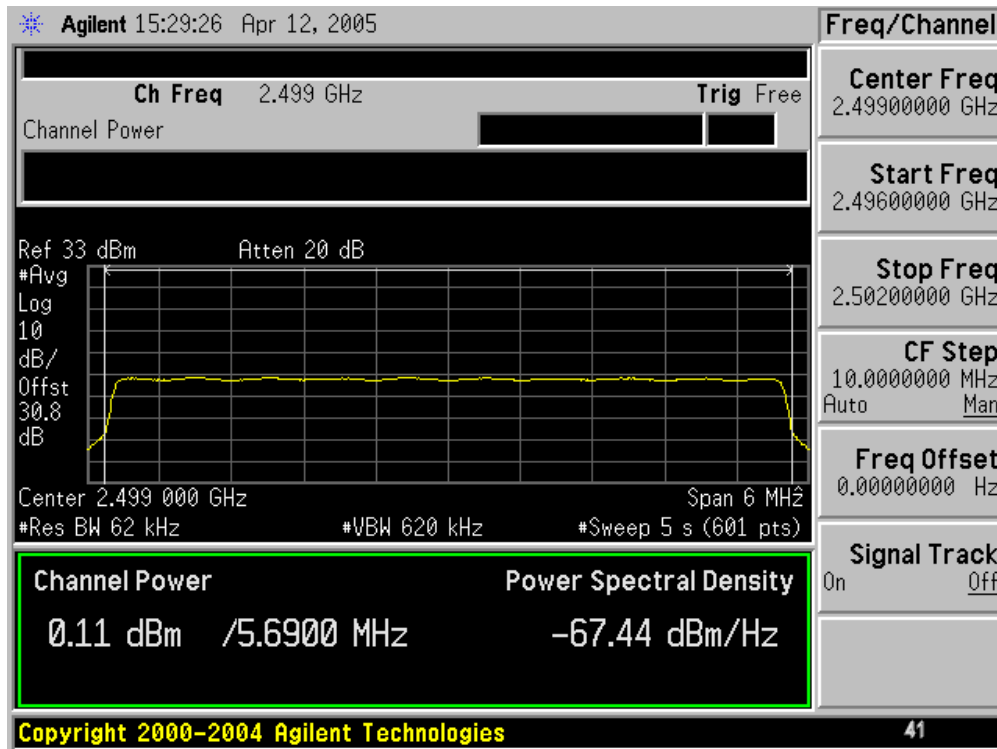 Agilent 15:29:26 Apr 12, 2005
Freq/Channel
Ch Freq 2.499 GHz Trig Free
Channel Power
Center Freq
2.49900000 GHz
Start Freq
2.49600000 GHz
Stop Freq
2.50200000 GHz
CF Step
10.0000000 MHz
Auto Man
Freq Offset
0.00000000 Hz
Signal Track
On Off
Ref 33 dBm Atten 20 dB
#Avg
Log
10
dB/
Offst
30.8
dB
Center 2.499 000 GHz Span 6 MHz
#Res BW 62 kHz #VBW 620 kHz #Sweep 5 s (601 pts)
Channel Power Power Spectral Density
0.11 dBm /5.6900 MHz -67.44 dBm/Hz
Copyright 2000-2004 Agilent Technologies 41